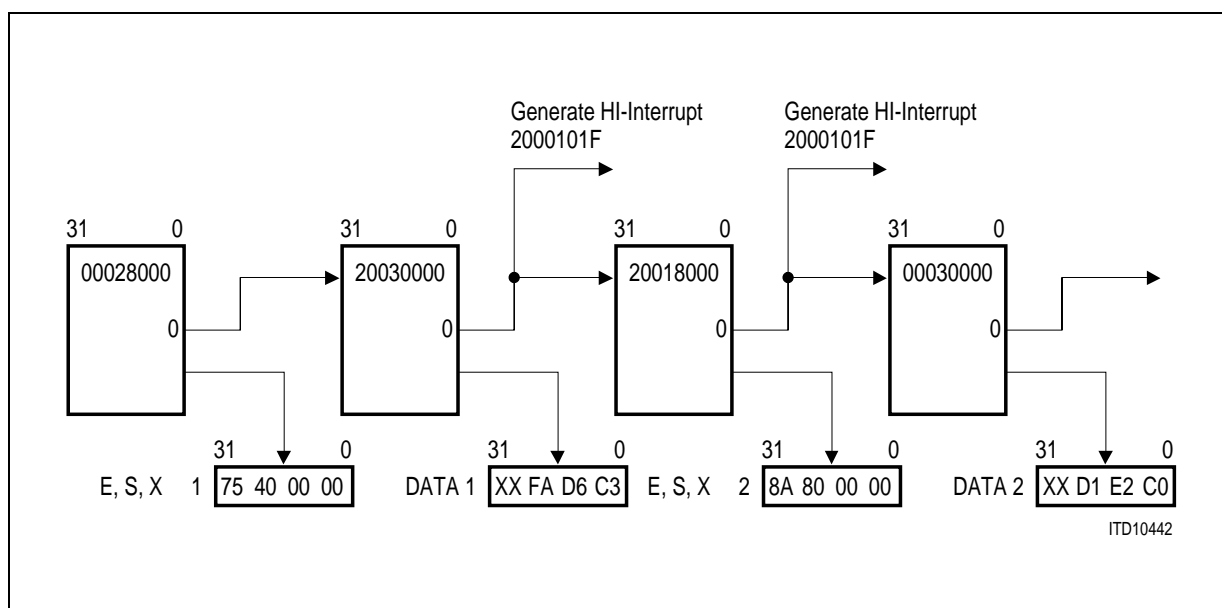 Generate HI-Interrupt
2000101F
Generate HI-Interrupt
2000101F
31 0
31 0
31 0
31 0
00028000
20030000
20018000
00030000
0
0
0
0
31 0
31 0
31 0
31 0
E, S, X 1 75 40 00 00
DATA 1 XX FA D6 C3
E, S, X 2 8A 80 00 00
DATA 2 XX D1 E2 C0
ITD10442